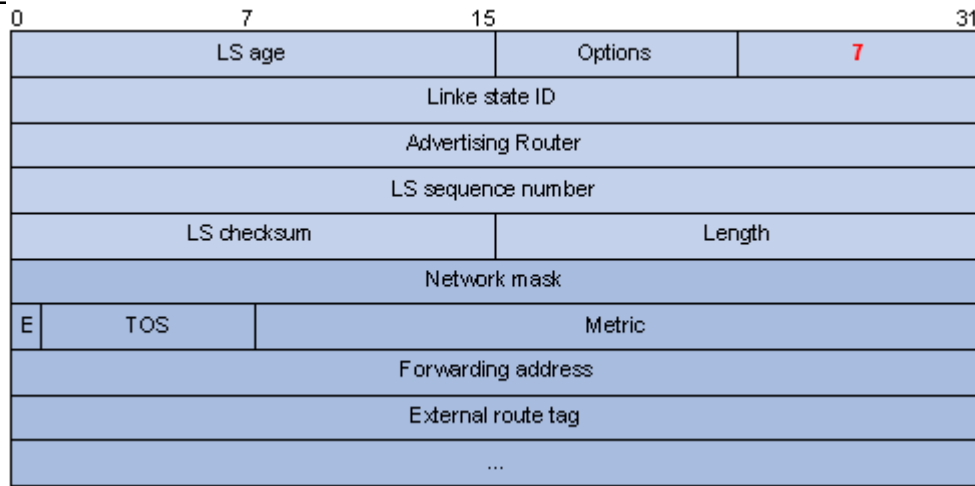 0 7 15 31
LS age Options 7
Linke state ID
Advertising Router
LS sequence number
LS checksum Length
Network mask
E TOS Metric
Forwarding address
External route tag
...